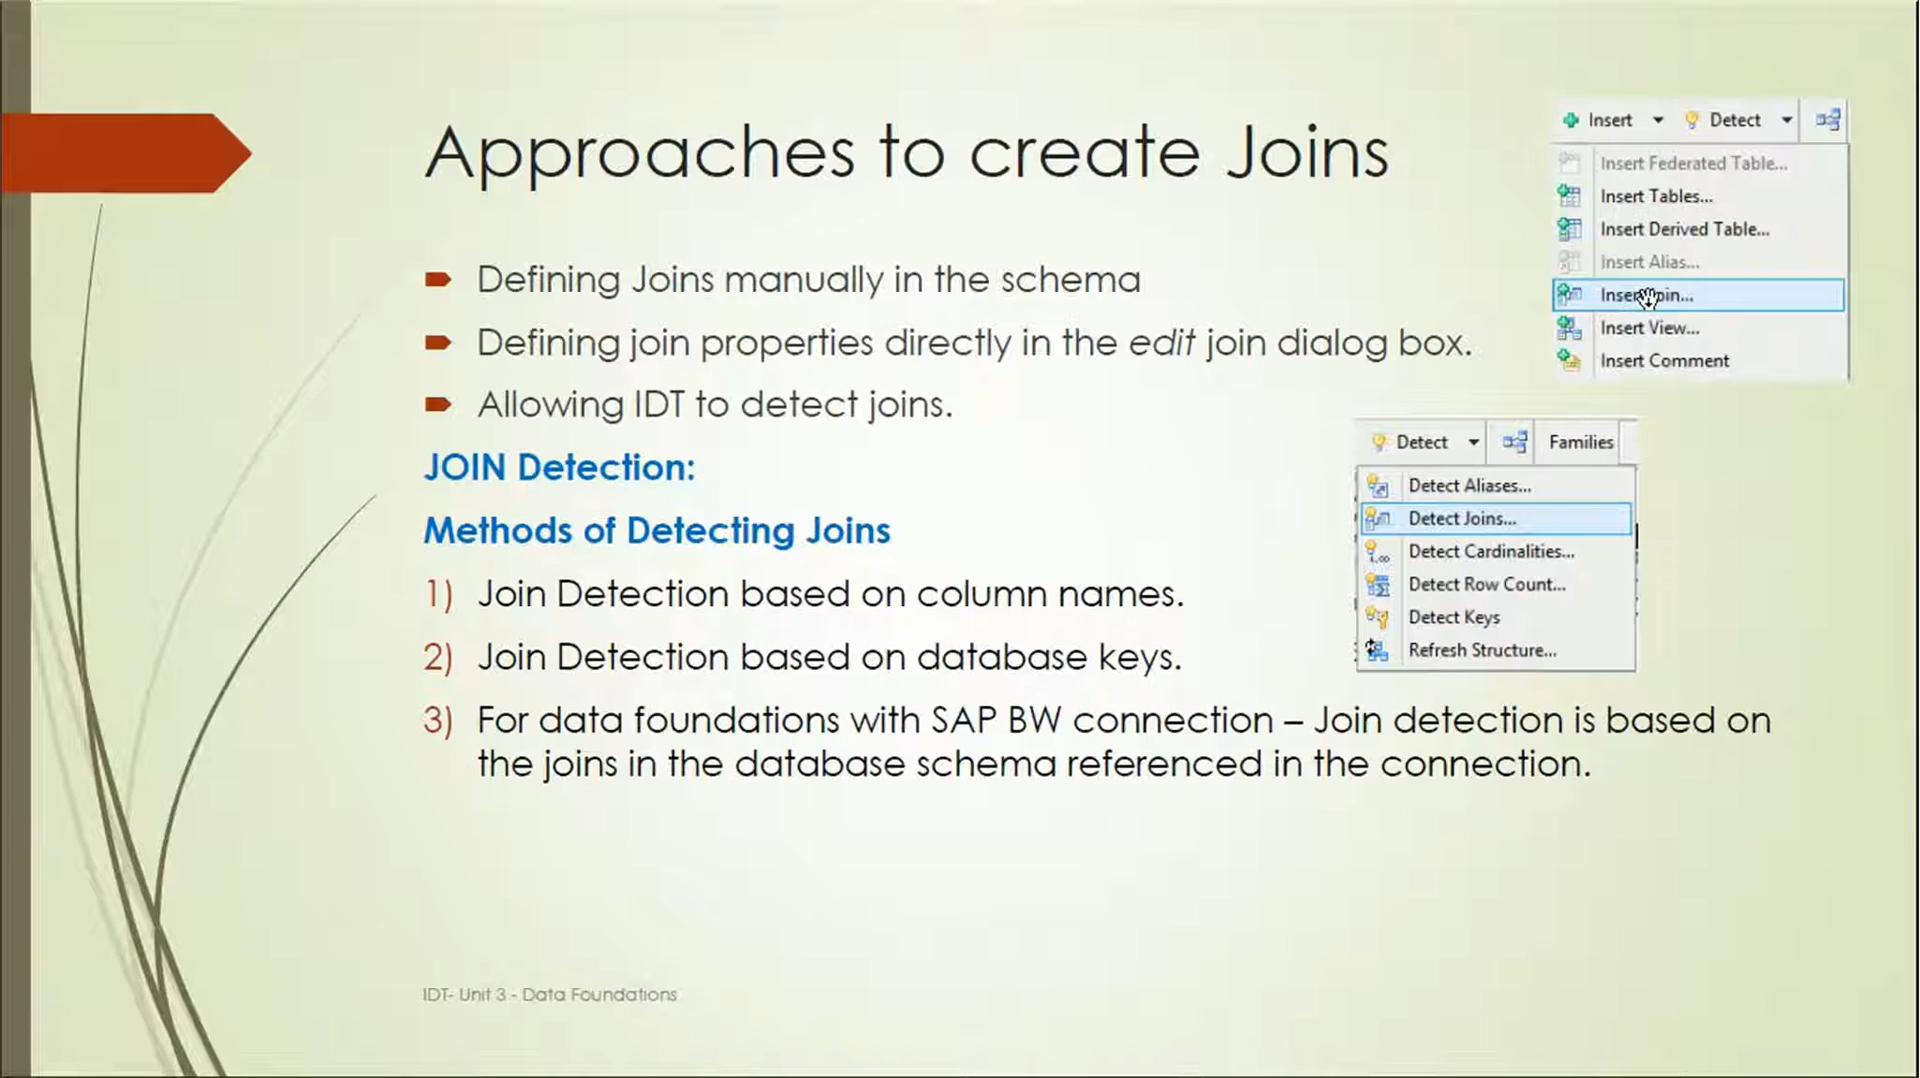 Approaches to create Joins
Defining Joins manually in the schema
Defining join properties directly in the edit join dialog box.
Allowing IDT to detect joins.
JOIN Detection:
Methods of Detecting Joins
1) Join Detection based on column names.
2) Join Detection based on database keys.
3) For data foundations with SAP BW connection – Join detection is based on
the joins in the database schema referenced in the connection.
Insert Detect
Insert Federated Table...
Insert Tables...
Insert Derived Table...
Insert Alias...
Insert Join...
Insert View...
Insert Comment
Detect Families
Detect Aliases...
Detect Joins...
Detect Cardinalities...
Detect Row Count...
Detect Keys
Refresh Structure...
IDT- Unit 3 - Data Foundations